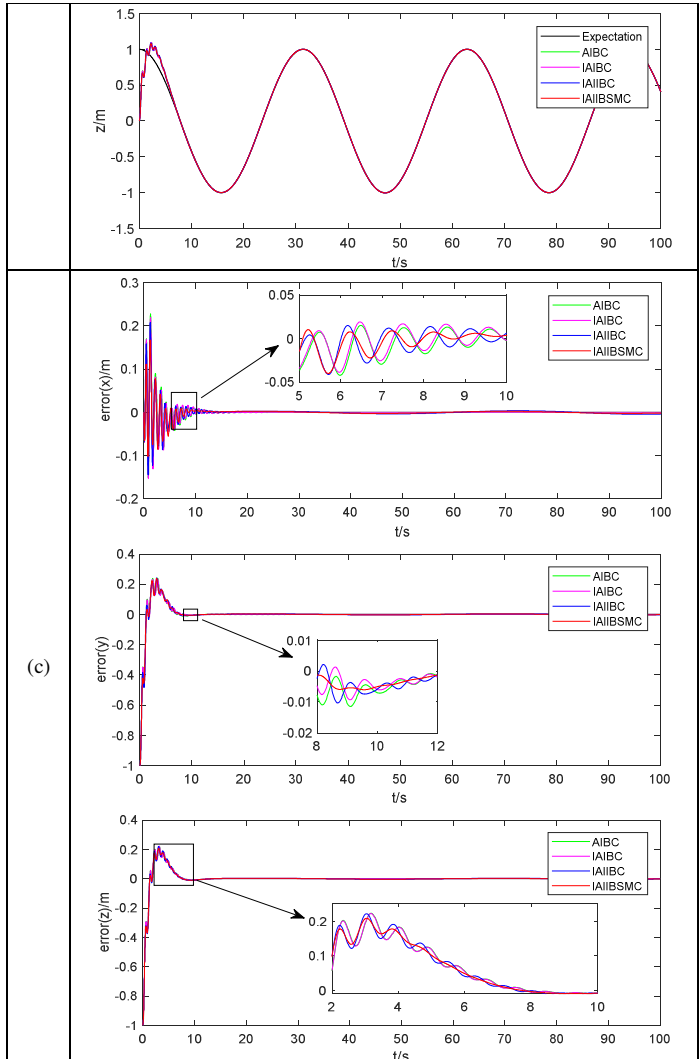 1.5
1
0.5
0
-0.5
-1
-1.5
z/m
0 10 20 30 40 50 60 70 80 90 100
t/s
Expectation
AIBC
IAIBC
IAIIBC
IAIIBSMC
(c)
0.3
0.2
0.1
0
-0.1
-0.2
error(x)/m
0 10 20 30 40 50 60 70 80 90 100
t/s
0.05
0
-0.05
5 6 7 8 9 10
AIBC
IAIBC
IAIIBC
IAIIBSMC
0.4
0.2
0
-0.2
-0.4
-0.6
-0.8
-1
error(y)
0 10 20 30 40 50 60 70 80 90 100
t/s
0.01
0
-0.01
-0.02
8 10 12
AIBC
IAIBC
IAIIBC
IAIIBSMC
0.4
0.2
0
-0.2
-0.4
-0.6
-0.8
-1
error(z)/m
0 10 20 30 40 50 60 70 80 90 100
t/s
0.2
0.1
0
2 4 6 8 10
AIBC
IAIBC
IAIIBC
IAIIBSMC